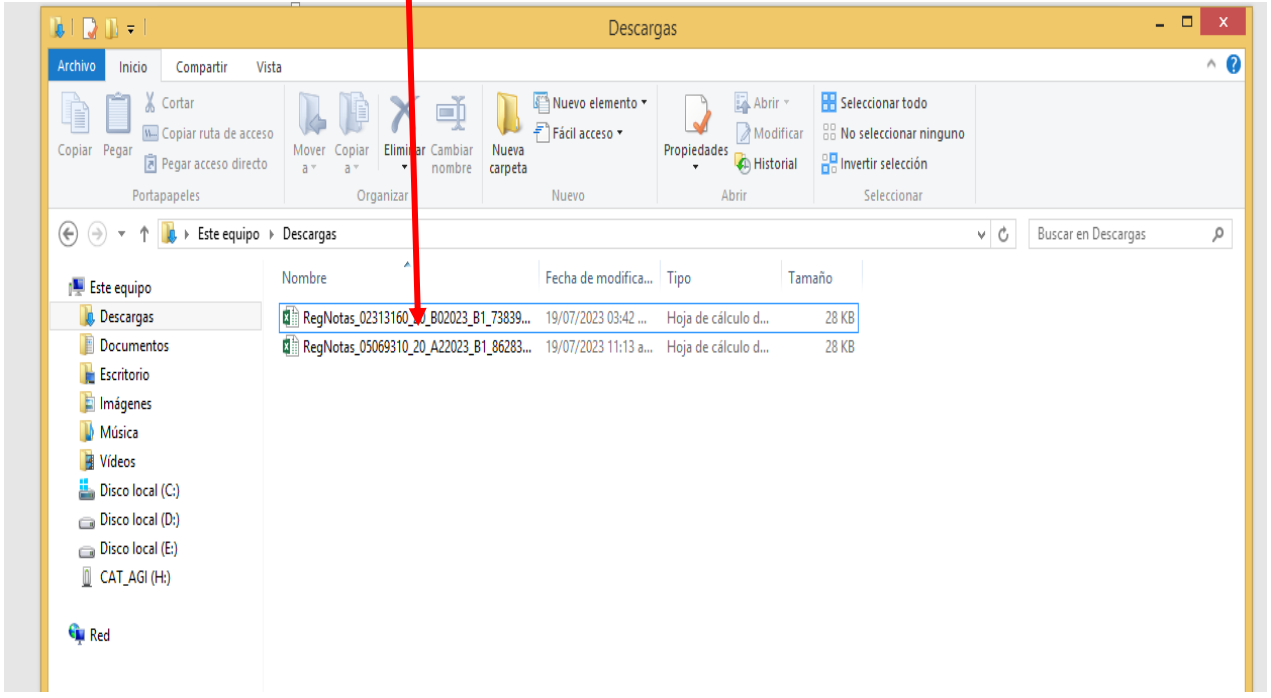 Descargas
Archivo Inicio Compartir Vista
Copiar
Pegar
Cortar
Copiar ruta de acceso
Pegar acceso directo
Portapapeles
Mover a
Copiar a
Eliminar
Cambiar nombre
Organizar
Nueva carpeta
Nuevo elemento
Fácil acceso
Nuevo
Propiedades
Abrir
Modificar
Historial
Abrir
Seleccionar todo
No seleccionar ninguno
Invertir selección
Seleccionar
Este equipo Descargas
Buscar en Descargas
Este equipo
Descargas
Documentos
Escritorio
Imágenes
Música
Vídeos
Disco local (C:)
Disco local (D:)
Disco local (E:)
CAT_AGI (H:)
Red
Nombre Fecha de modifica... Tipo Tamaño
RegNotas_02313160_20_B02023_B1_73839... 19/07/2023 03:42 ... Hoja de cálculo d... 28 KB
RegNotas_05069310_20_A22023_B1_86283... 19/07/2023 11:13 a... Hoja de cálculo d... 28 KB